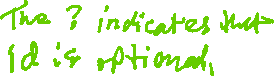 The ? indicates that
id is optional,